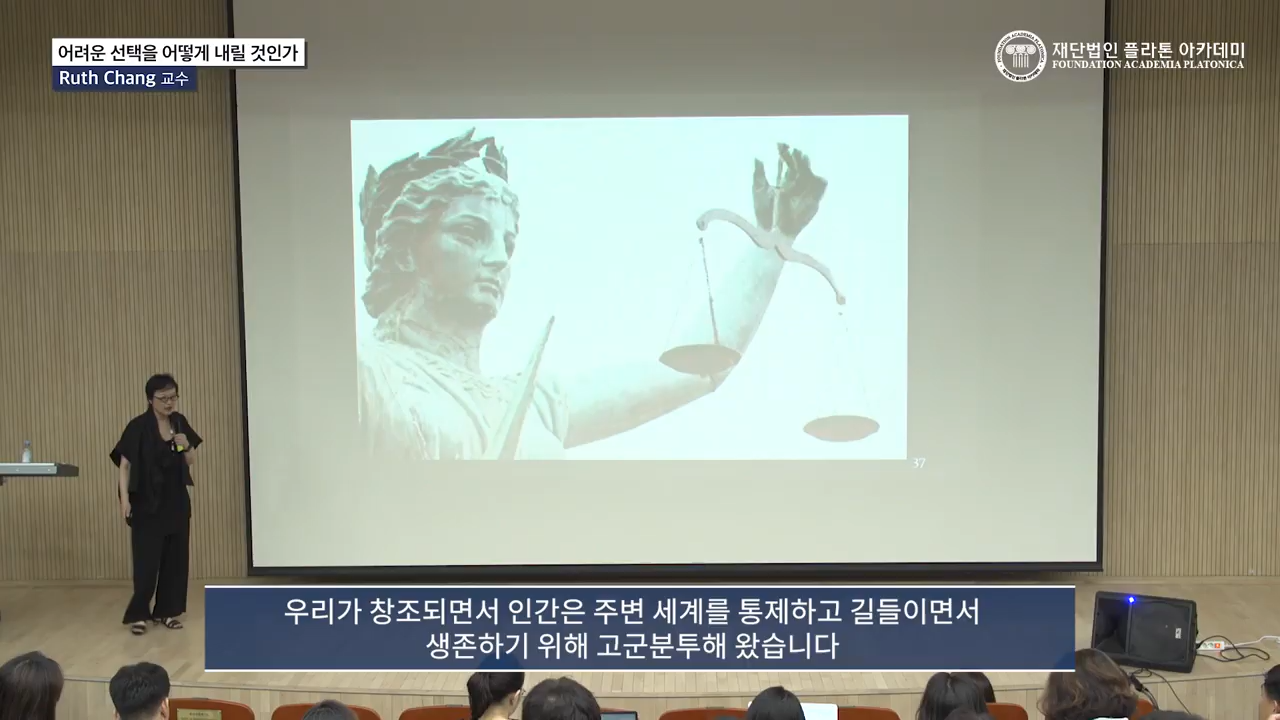 어려운 선택을 어떻게 내릴 것인가
Ruth Chang 교수
재단법인 플라톤 아카데미
FOUNDATION ACADEMIA PLATONICA
37
우리가 창조되면서 인간은 주변 세계를 통제하고 길들이면서
생존하기 위해 고군분투해 왔습니다